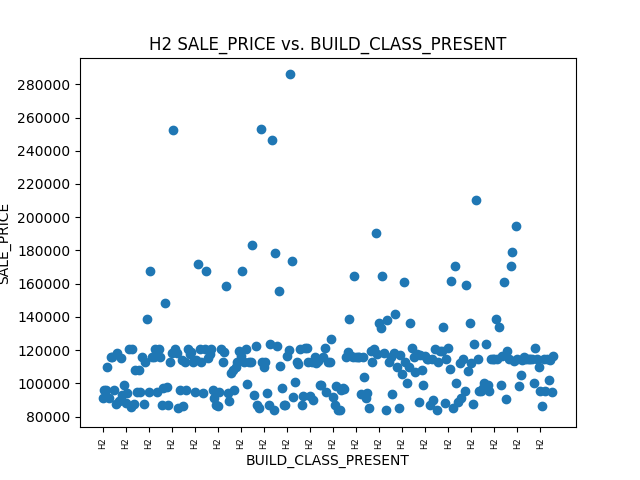 H2 SALE_PRICE vs. BUILD_CLASS_PRESENT
SALE_PRICE
280000
260000
240000
220000
200000
180000
160000
140000
120000
100000
80000
H2 H2 H2 H2 H2 H2 H2 H2 H2 H2 H2 H2 H2 H2 H2 H2 H2 H2 H2 H2
BUILD_CLASS_PRESENT